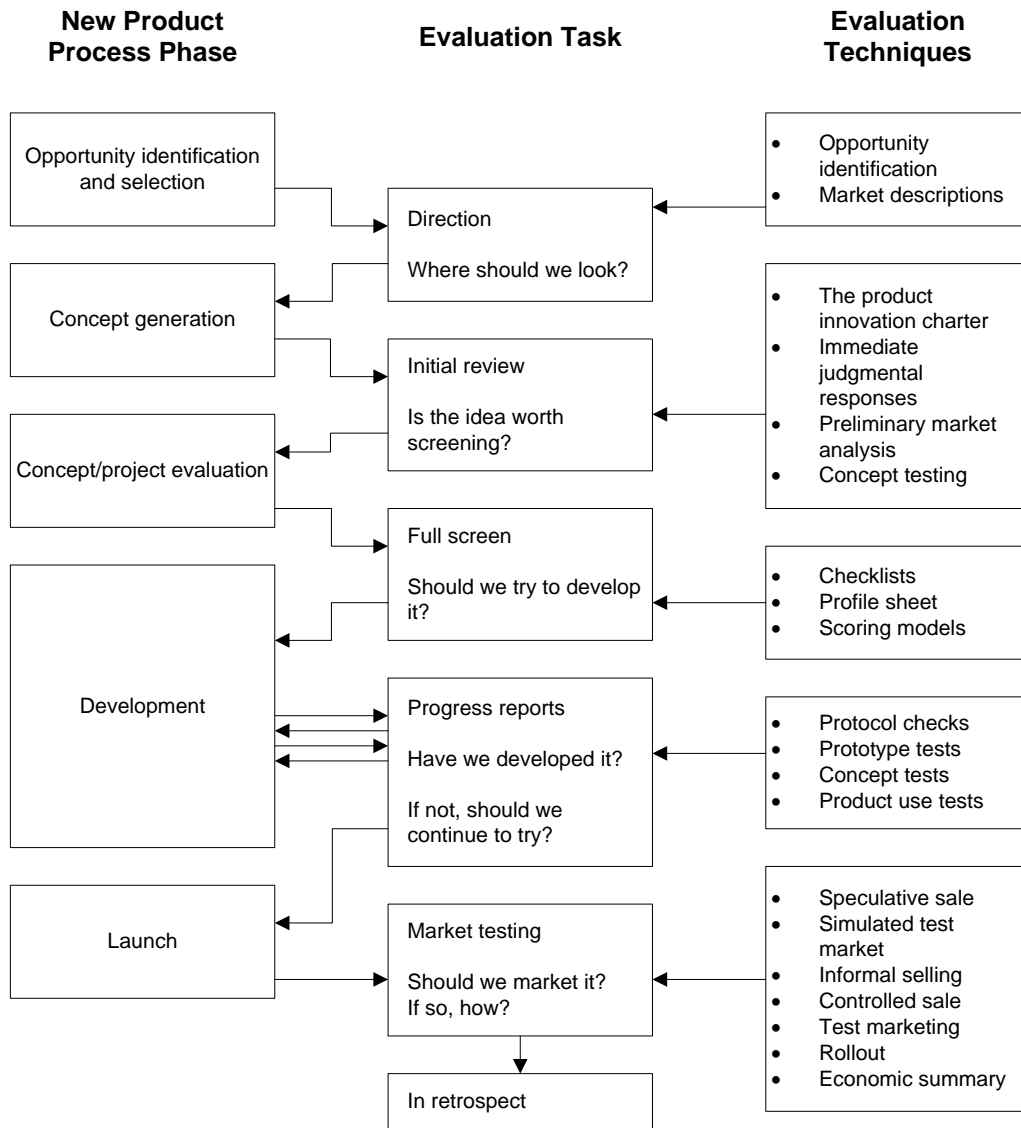 New Product
Process Phase
Evaluation Task
Evaluation
Techniques
Opportunity identification
and selection
Direction
Where should we look?
• Opportunity
identification
• Market descriptions
Concept generation
Initial review
Is the idea worth
screening?
• The product
innovation charter
• Immediate
judgmental
responses
• Preliminary market
analysis
• Concept testing
Concept/project evaluation
Full screen
Should we try to develop
it?
• Checklists
• Profile sheet
• Scoring models
Development
Progress reports
Have we developed it?
If not, should we
continue to try?
• Protocol checks
• Prototype tests
• Concept tests
• Product use tests
Launch
Market testing
Should we market it?
If so, how?
• Speculative sale
• Simulated test
market
• Informal selling
• Controlled sale
• Test marketing
• Rollout
• Economic summary
In retrospect